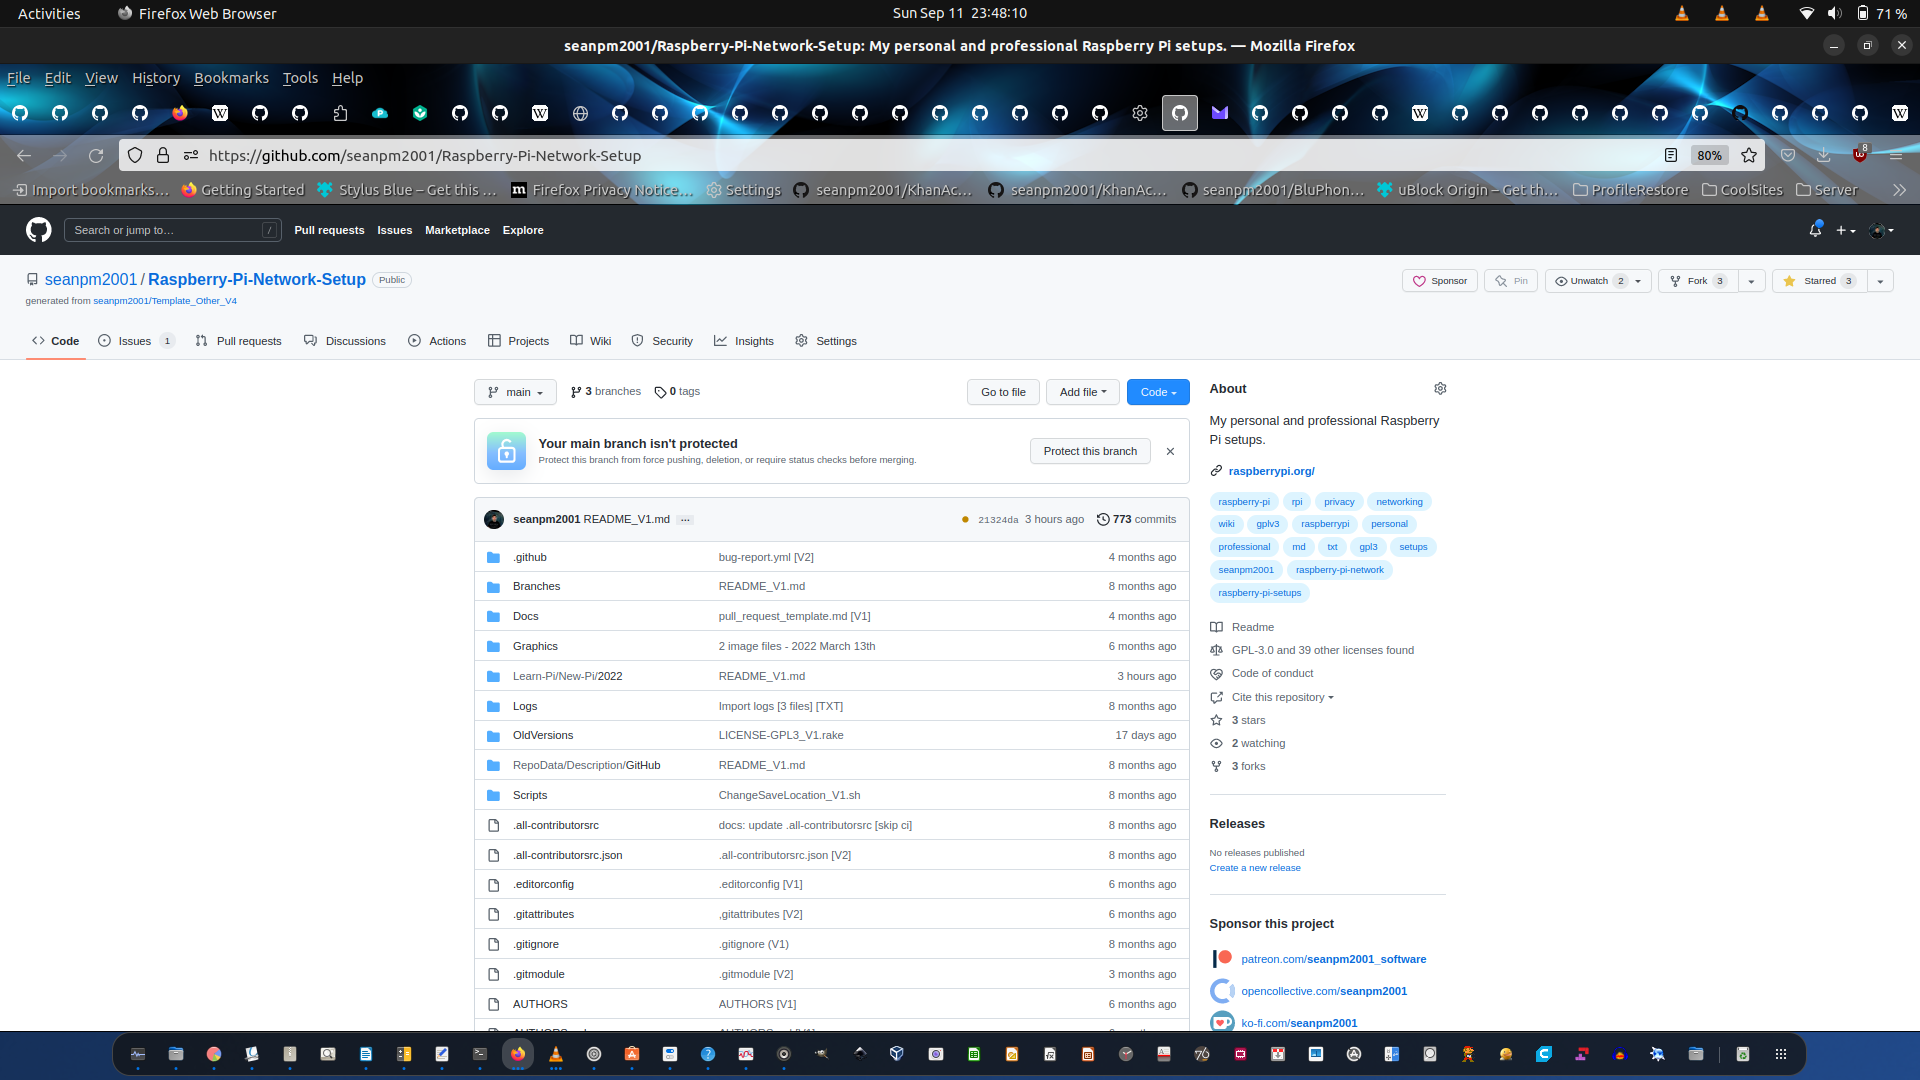 Activities Firefox Web Browser Sun Sep 11 23:48:10 71 %
seanpm2001/Raspberry-Pi-Network-Setup: My personal and professional Raspberry Pi setups. — Mozilla Firefox
File Edit View History Bookmarks Tools Help
https://github.com/seanpm2001/Raspberry-Pi-Network-Setup 80% 8
Import bookmarks… Getting Started Stylus Blue – Get this … Firefox Privacy Notice… Settings seanpm2001/KhanAc… seanpm2001/KhanAc… seanpm2001/BluPhon… uBlock Origin – Get th… ProfileRestore CoolSites Server
Search or jump to… / Pull requests Issues Marketplace Explore
seanpm2001 / Raspberry-Pi-Network-Setup Public
Sponsor Pin Unwatch 2 Fork 3 Starred 3
generated from seanpm2001/Template_Other_V4
Code Issues 1 Pull requests Discussions Actions Projects Wiki Security Insights Settings
main 3 branches 0 tags Go to file Add file Code
Your main branch isn't protected
Protect this branch from force pushing, deletion, or require status checks before merging.
Protect this branch
seanpm2001 README_V1.md ... 21324da 3 hours ago 773 commits
.github bug-report.yml [V2] 4 months ago
Branches README_V1.md 8 months ago
Docs pull_request_template.md [V1] 4 months ago
Graphics 2 image files - 2022 March 13th 6 months ago
Learn-Pi/New-Pi/2022 README_V1.md 3 hours ago
Logs Import logs [3 files] [TXT] 8 months ago
OldVersions LICENSE-GPL3_V1.rake 17 days ago
RepoData/Description/GitHub README_V1.md 8 months ago
Scripts ChangeSaveLocation_V1.sh 8 months ago
.all-contributorsrc docs: update .all-contributorsrc [skip ci] 8 months ago
.all-contributorsrc.json .all-contributorsrc.json [V2] 8 months ago
.editorconfig .editorconfig [V1] 6 months ago
.gitattributes ,gitattributes [V2] 6 months ago
.gitignore .gitignore (V1) 8 months ago
.gitmodule .gitmodule [V2] 3 months ago
AUTHORS AUTHORS [V1] 6 months ago
About
My personal and professional Raspberry
Pi setups.
raspberrypi.org/
raspberry-pi rpi privacy networking
wiki gplv3 raspberrypi personal
professional md txt gpl3 setups
seanpm2001 raspberry-pi-network
raspberry-pi-setups
Readme
GPL-3.0 and 39 other licenses found
Code of conduct
Cite this repository
3 stars
2 watching
3 forks
Releases
No releases published
Create a new release
Sponsor this project
patreon.com/seanpm2001_software
opencollective.com/seanpm2001
ko-fi.com/seanpm2001